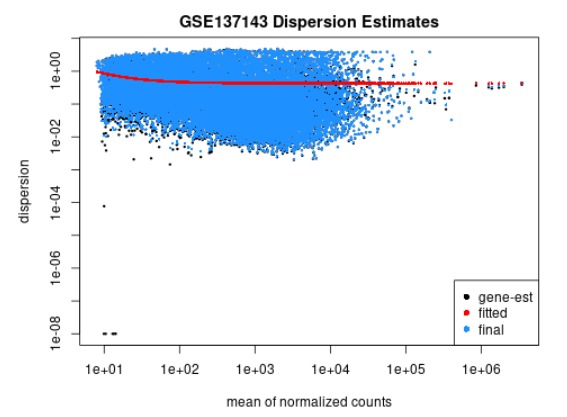 GSE137143 Dispersion Estimates
dispersion
1e+00
1e-02
1e-04
1e-06
1e-08
gene-est
fitted
final
1e+01 1e+02 1e+03 1e+04 1e+05 1e+06
mean of normalized counts